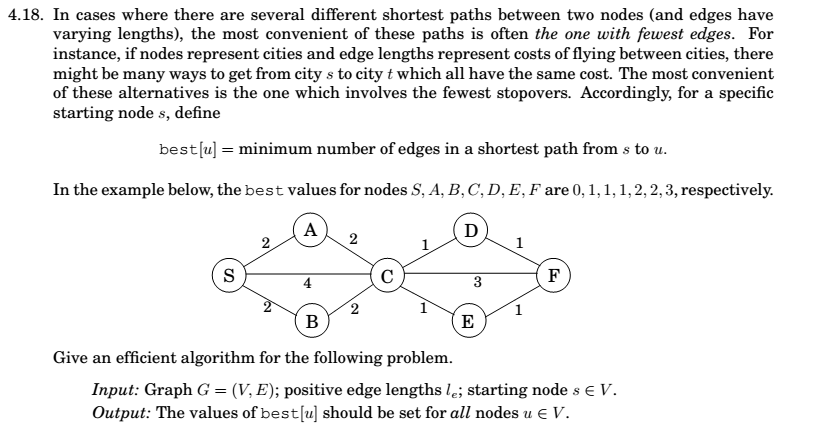 4.18. In cases where there are several different shortest paths between two nodes (and edges have
varying lengths), the most convenient of these paths is often the one with fewest edges. For
instance, if nodes represent cities and edge lengths represent costs of flying between cities, there
might be many ways to get from city s to city t which all have the same cost. The most convenient
of these alternatives is the one which involves the fewest stopovers. Accordingly, for a specific
starting node s, define
best[u] = minimum number of edges in a shortest path from s to u.
In the example below, the best values for nodes S, A, B, C, D, E, F are 0, 1, 1, 1, 2, 2, 3, respectively.
A D
2 2 1 1
S C F
4 3
2 2 1 1
B E
Give an efficient algorithm for the following problem.
Input: Graph G = (V, E); positive edge lengths lₑ; starting node s ∈ V.
Output: The values of best[u] should be set for all nodes u ∈ V.